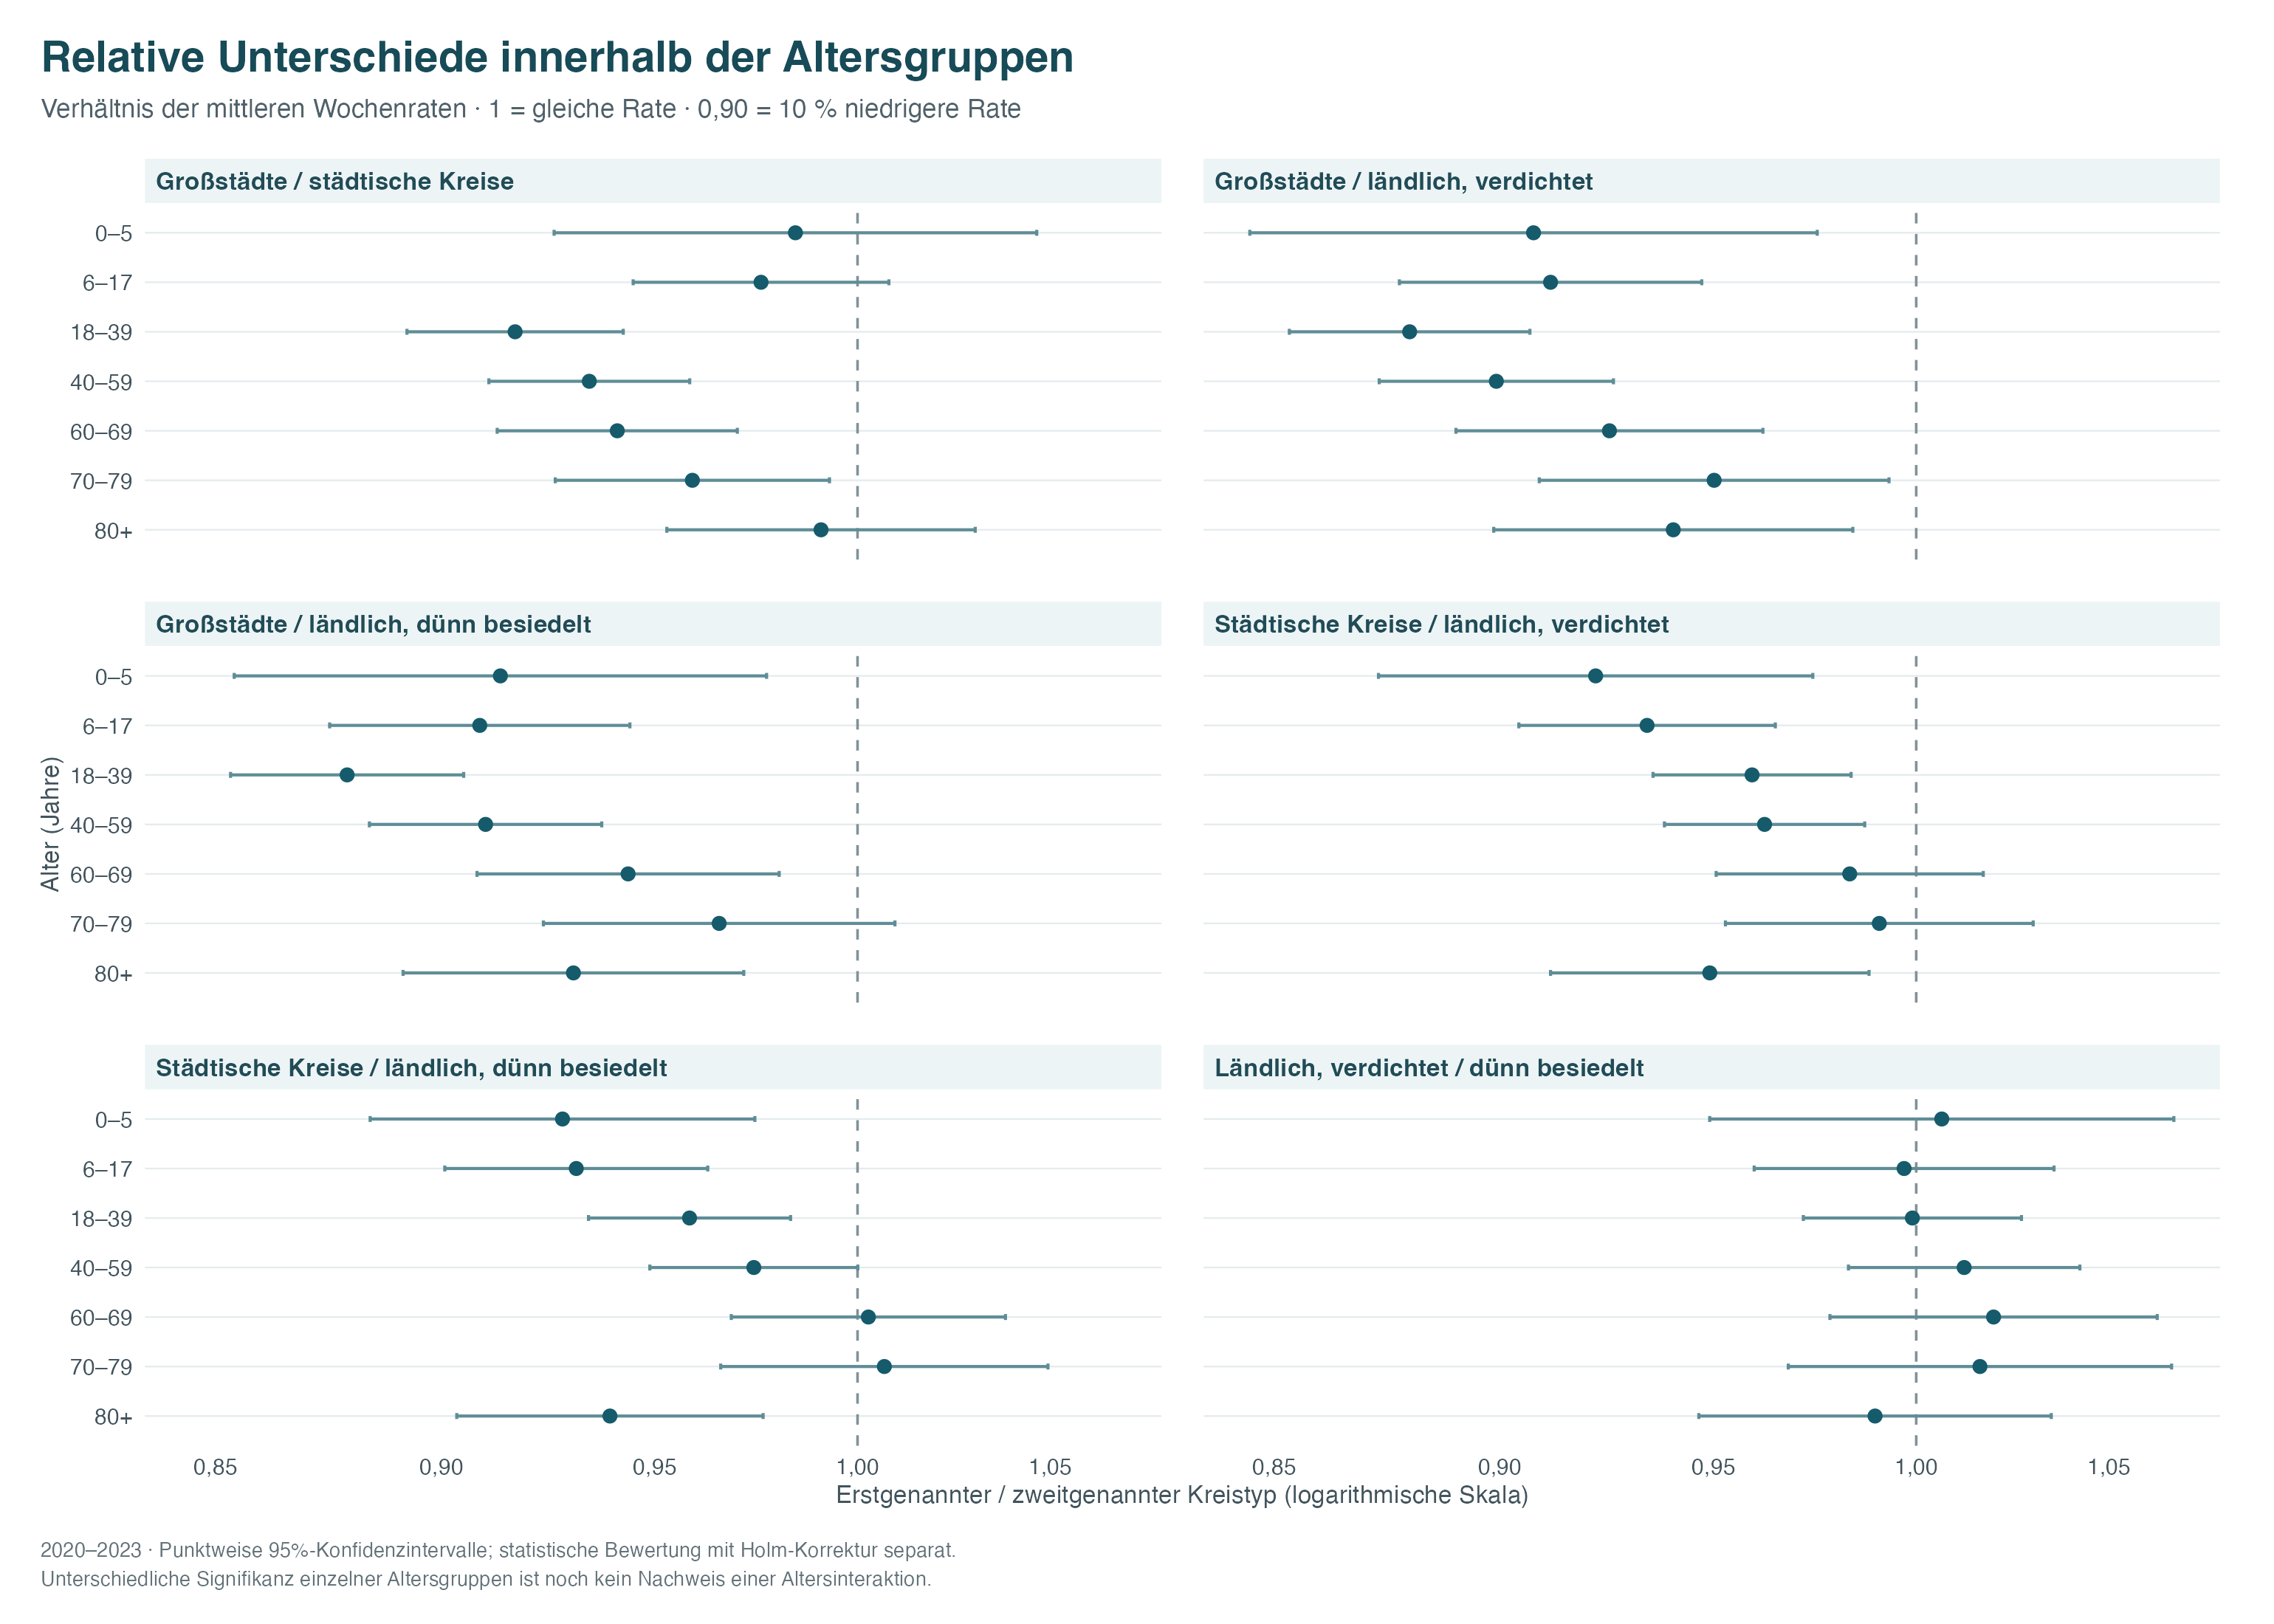 Relative Unterschiede innerhalb der Altersgruppen
Verhältnis der mittleren Wochenraten · 1 = gleiche Rate · 0,90 = 10 % niedrigere Rate
Großstädte / städtische Kreise
Großstädte / ländlich, verdichtet
0–5
6–17
18–39
40–59
60–69
70–79
80+
Großstädte / ländlich, dünn besiedelt
Städtische Kreise / ländlich, verdichtet
Alter (Jahre)
0–5
6–17
18–39
40–59
60–69
70–79
80+
Städtische Kreise / ländlich, dünn besiedelt
Ländlich, verdichtet / dünn besiedelt
0–5
6–17
18–39
40–59
60–69
70–79
80+
0,85 0,90 0,95 1,00 1,05
0,85 0,90 0,95 1,00 1,05
Erstgenannter / zweitgenannter Kreistyp (logarithmische Skala)
2020–2023 · Punktweise 95%-Konfidenzintervalle; statistische Bewertung mit Holm-Korrektur separat.
Unterschiedliche Signifikanz einzelner Altersgruppen ist noch kein Nachweis einer Altersinteraktion.